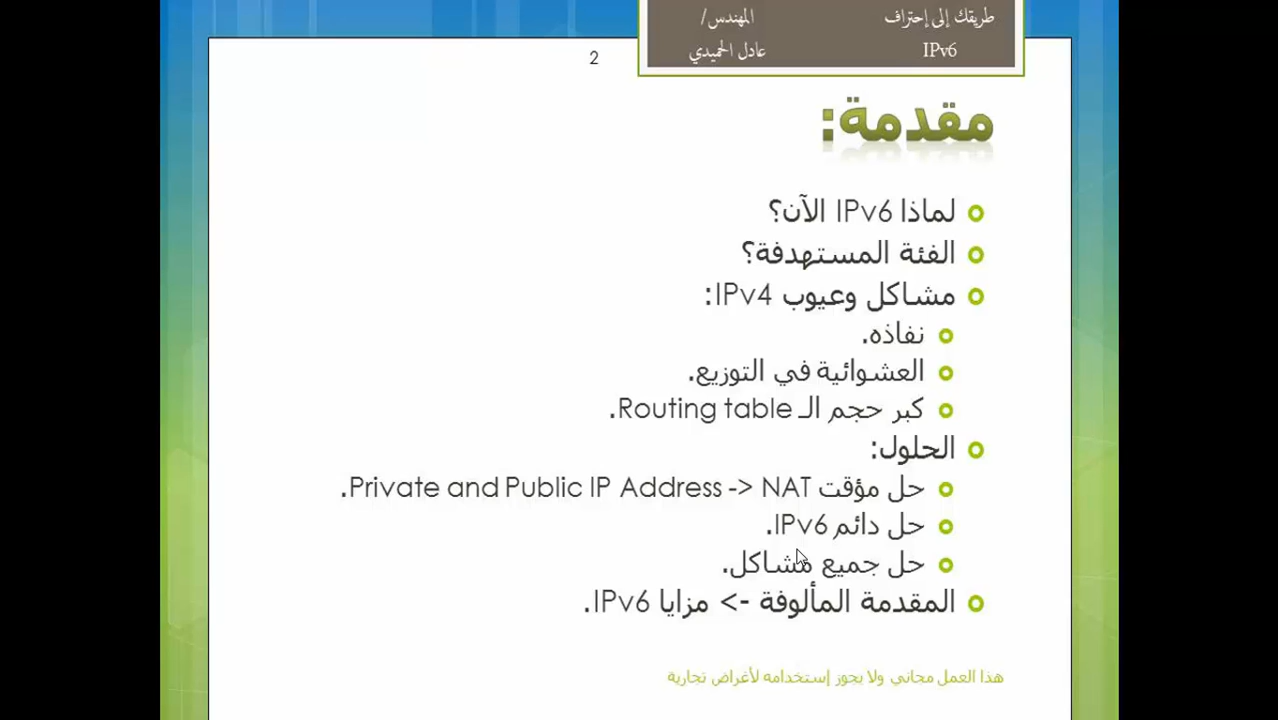 طريقك إلى إحتراف
IPv6
المهندس/
عادل الحميدي
2
مقدمة:
لماذا IPv6 الآن؟
الفئة المستهدفة؟
مشاكل وعيوب IPv4:
نفاذه.
العشوائية في التوزيع.
كبر حجم الـ Routing table.
الحلول:
حل مؤقت Private and Public IP Address -> NAT.
حل دائم IPv6.
حل جميع مشاكل.
المقدمة المألوفة -> مزايا IPv6.
هذا العمل مجاني ولا يجوز إستخدامه لأغراض تجارية